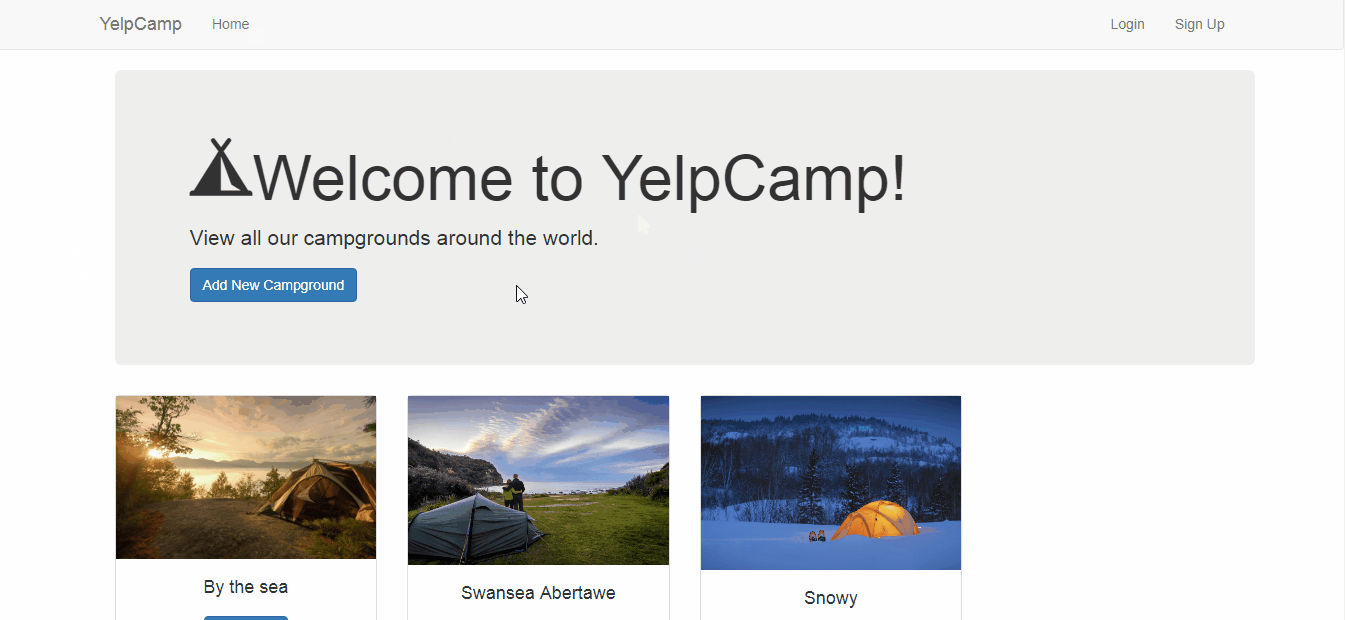 YelpCamp Home Login Sign Up
Welcome to YelpCamp!
View all our campgrounds around the world.
Add New Campground
By the sea
Swansea Abertawe
Snowy